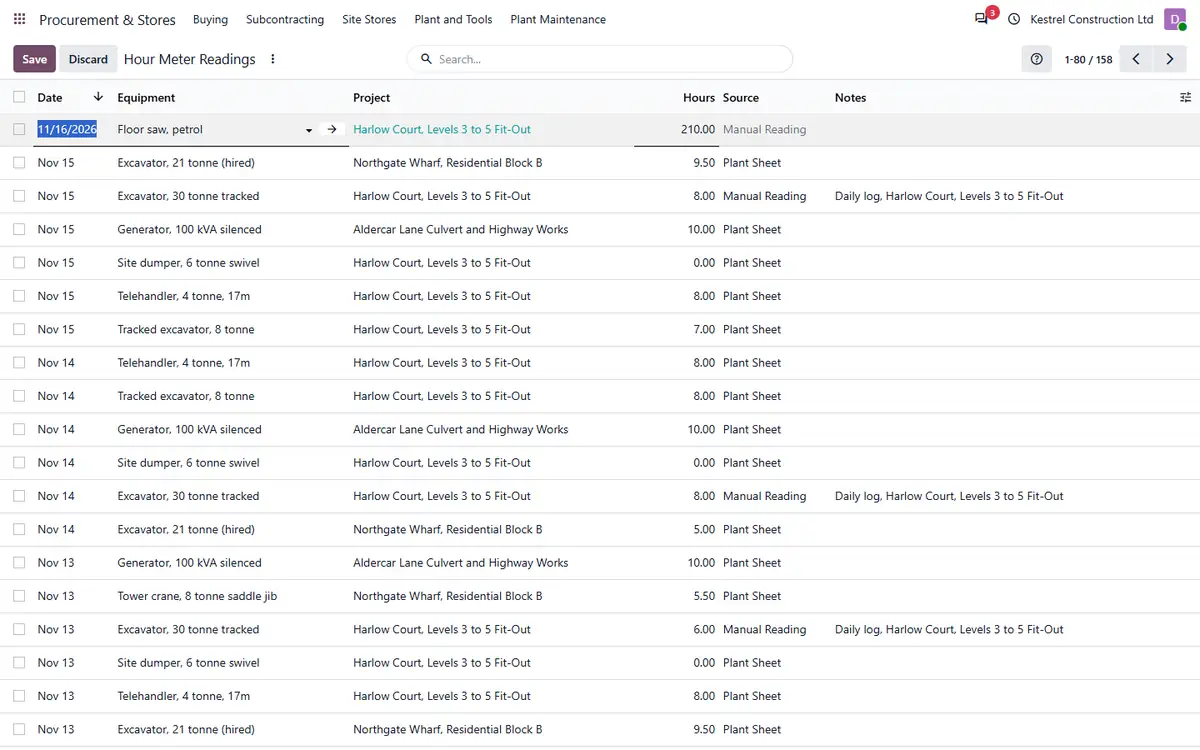 Procurement & Stores Buying Subcontracting Site Stores Plant and Tools Plant Maintenance 3 Kestrel Construction Ltd D
Save Discard Hour Meter Readings Search... 1-80 / 158
Date Equipment Project Hours Source Notes
11/16/2026 Floor saw, petrol Harlow Court, Levels 3 to 5 Fit-Out 210.00 Manual Reading
Nov 15 Excavator, 21 tonne (hired) Northgate Wharf, Residential Block B 9.50 Plant Sheet
Nov 15 Excavator, 30 tonne tracked Harlow Court, Levels 3 to 5 Fit-Out 8.00 Manual Reading Daily log, Harlow Court, Levels 3 to 5 Fit-Out
Nov 15 Generator, 100 kVA silenced Aldercar Lane Culvert and Highway Works 10.00 Plant Sheet
Nov 15 Site dumper, 6 tonne swivel Harlow Court, Levels 3 to 5 Fit-Out 0.00 Plant Sheet
Nov 15 Telehandler, 4 tonne, 17m Harlow Court, Levels 3 to 5 Fit-Out 8.00 Plant Sheet
Nov 15 Tracked excavator, 8 tonne Harlow Court, Levels 3 to 5 Fit-Out 7.00 Plant Sheet
Nov 14 Telehandler, 4 tonne, 17m Harlow Court, Levels 3 to 5 Fit-Out 8.00 Plant Sheet
Nov 14 Tracked excavator, 8 tonne Harlow Court, Levels 3 to 5 Fit-Out 8.00 Plant Sheet
Nov 14 Generator, 100 kVA silenced Aldercar Lane Culvert and Highway Works 10.00 Plant Sheet
Nov 14 Site dumper, 6 tonne swivel Harlow Court, Levels 3 to 5 Fit-Out 0.00 Plant Sheet
Nov 14 Excavator, 30 tonne tracked Harlow Court, Levels 3 to 5 Fit-Out 8.00 Manual Reading Daily log, Harlow Court, Levels 3 to 5 Fit-Out
Nov 14 Excavator, 21 tonne (hired) Northgate Wharf, Residential Block B 5.00 Plant Sheet
Nov 13 Generator, 100 kVA silenced Aldercar Lane Culvert and Highway Works 10.00 Plant Sheet
Nov 13 Tower crane, 8 tonne saddle jib Northgate Wharf, Residential Block B 5.50 Plant Sheet
Nov 13 Excavator, 30 tonne tracked Harlow Court, Levels 3 to 5 Fit-Out 6.00 Manual Reading Daily log, Harlow Court, Levels 3 to 5 Fit-Out
Nov 13 Site dumper, 6 tonne swivel Harlow Court, Levels 3 to 5 Fit-Out 0.00 Plant Sheet
Nov 13 Telehandler, 4 tonne, 17m Harlow Court, Levels 3 to 5 Fit-Out 8.00 Plant Sheet
Nov 13 Excavator, 21 tonne (hired) Northgate Wharf, Residential Block B 9.50 Plant Sheet